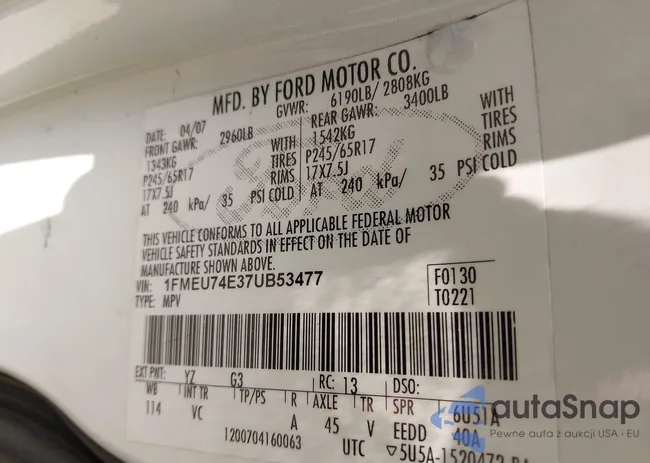 MFD. BY FORD MOTOR CO.
DATE: 04/07 GVWR: 6190LB/ 2808KG
FRONT GAWR: 2960LB REAR GAWR: 3400LB
1343KG WITH 1542KG WITH
P245/65R17 TIRES P245/65R17 TIRES
17X7.5J RIMS 17X7.5J RIMS
AT 240 kPa/ 35 PSI COLD AT 240 kPa/ 35 PSI COLD
THIS VEHICLE CONFORMS TO ALL APPLICABLE FEDERAL MOTOR
VEHICLE SAFETY STANDARDS IN EFFECT ON THE DATE OF
MANUFACTURE SHOWN ABOVE.
VIN: 1FMEU74E37UB53477 F0130
TYPE: MPV T0221
EXT PNT: YZ G3 RC: 13 DSO:
WB INT TR TP/PS R AXLE TR SPR 6U51A
114 VC A 45 V EEDD 40A
1200704160063 UTC
autaSnap
Pewne auta z aukcji USA i EU